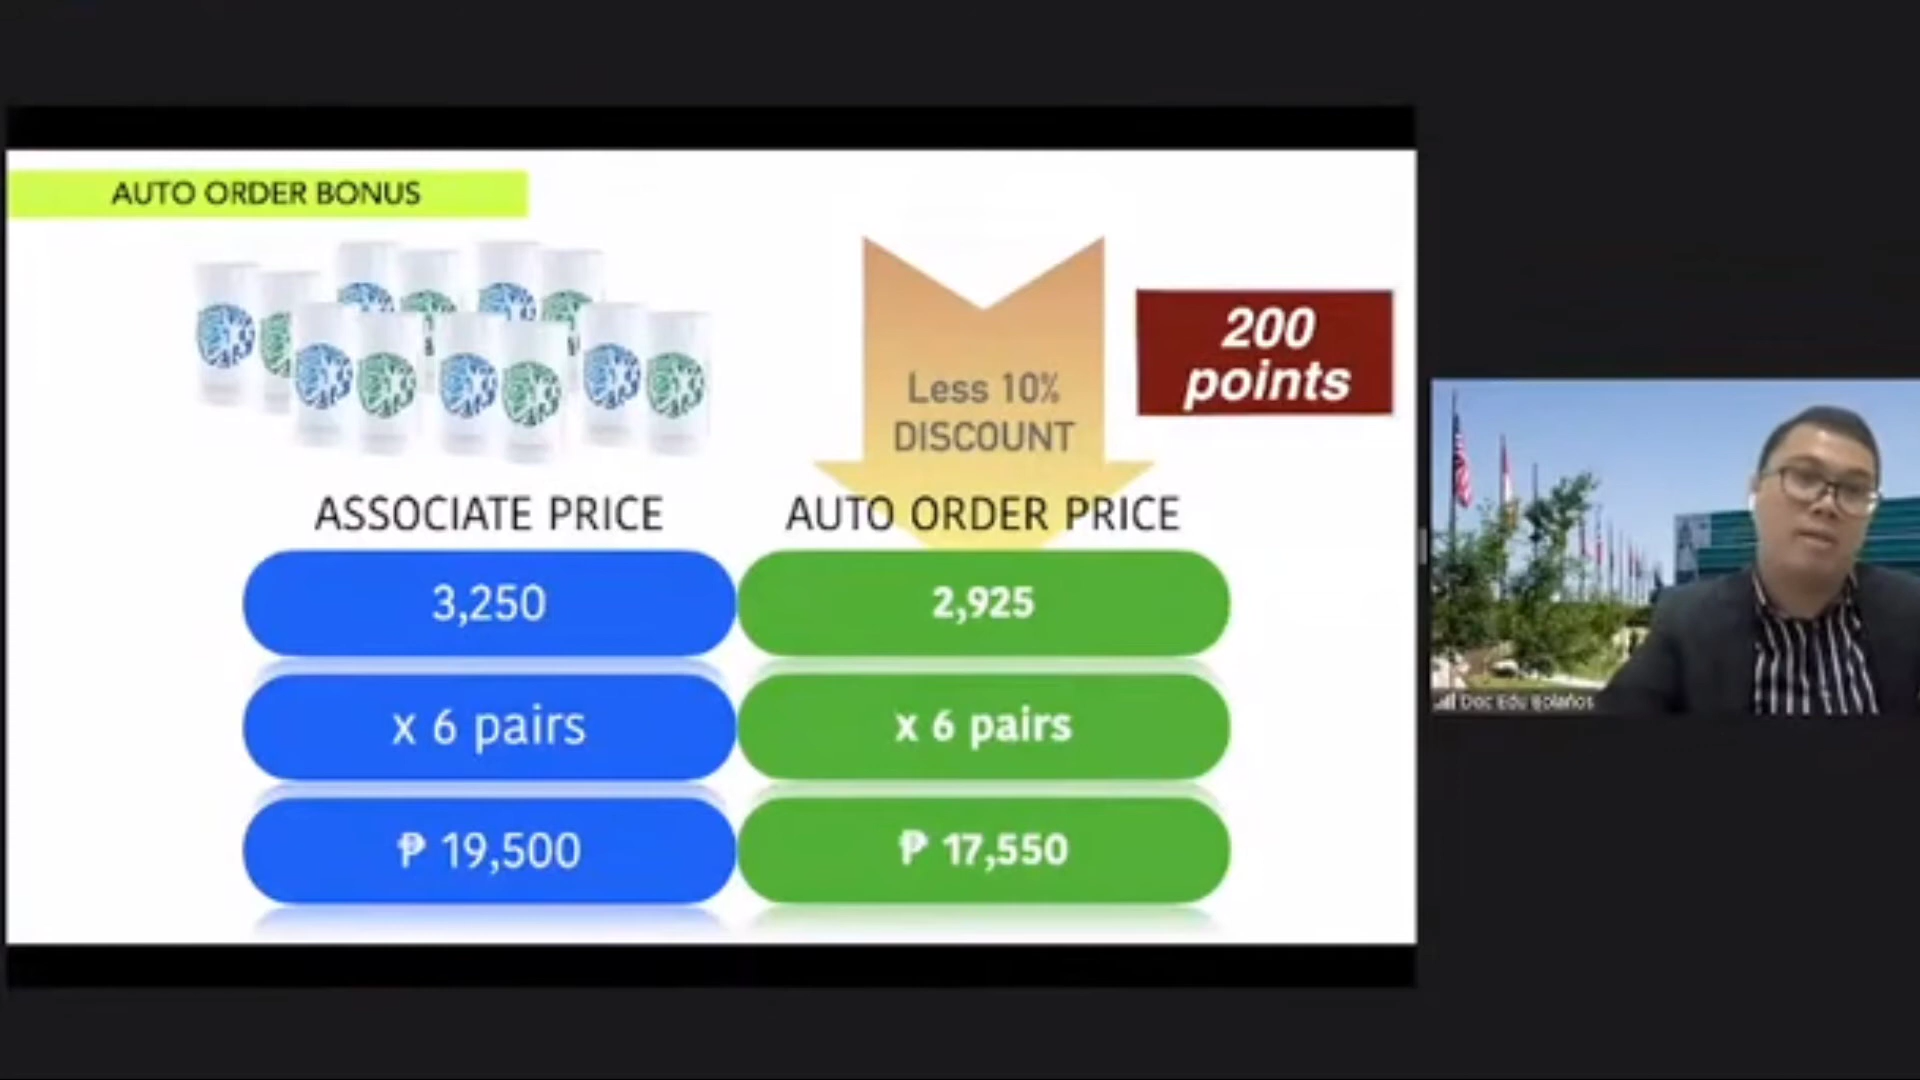 AUTO ORDER BONUS
Less 10%
DISCOUNT
200
points
ASSOCIATE PRICE
AUTO ORDER PRICE
3,250
2,925
x 6 pairs
x 6 pairs
₱ 19,500
₱ 17,550
Doc Edu Bolaños